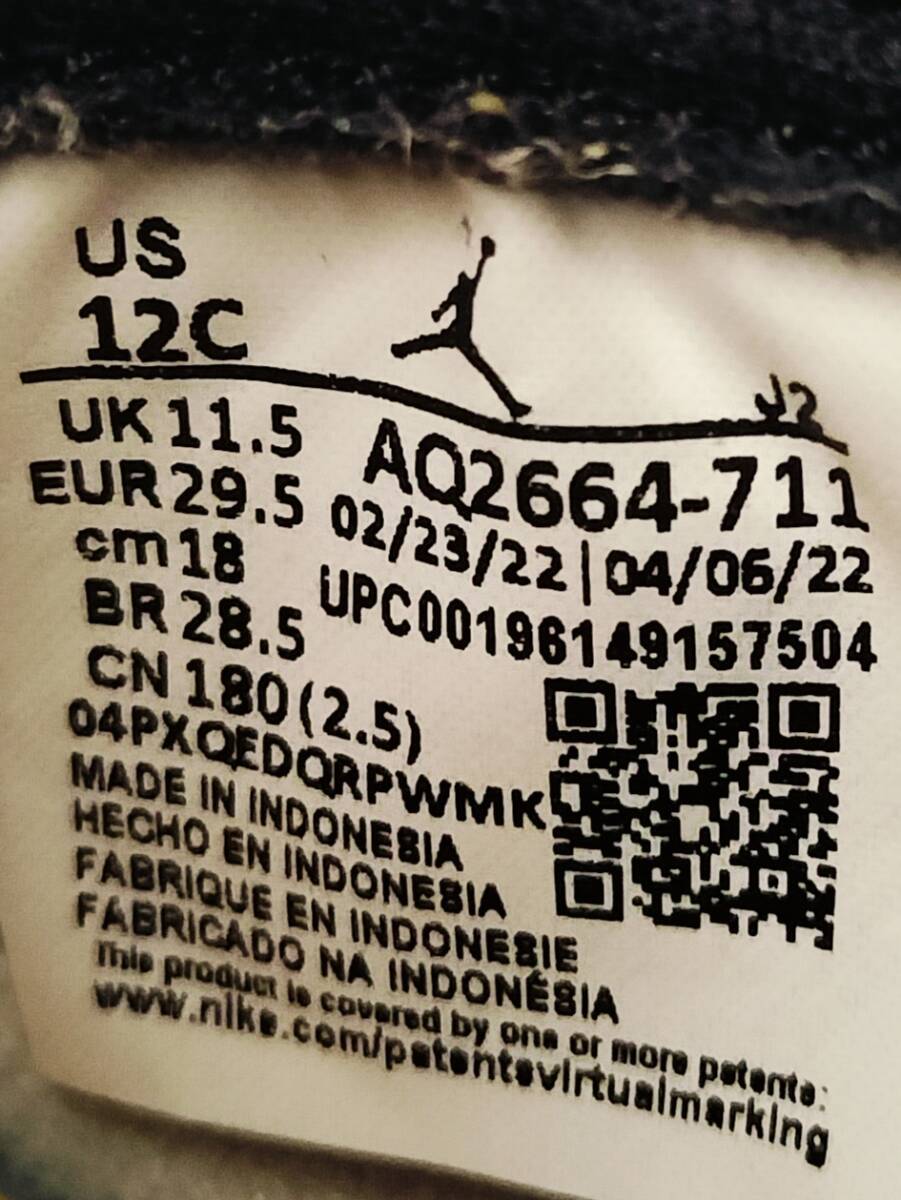 US
12C
J2
UK 11.5
EUR 29.5
cm 18
BR 28.5
CN 180 (2.5)
AQ2664-711
02/23/22 | 04/06/22
UPC00196149157504
04PXQEDQRPWMK
MADE IN INDONESIA
HECHO EN INDONESIA
FABRIQUE EN INDONESIE
FABRICADO NA INDONÉSIA
This product is covered by one or more patents:
www.nike.com/patentsvirtualmarking